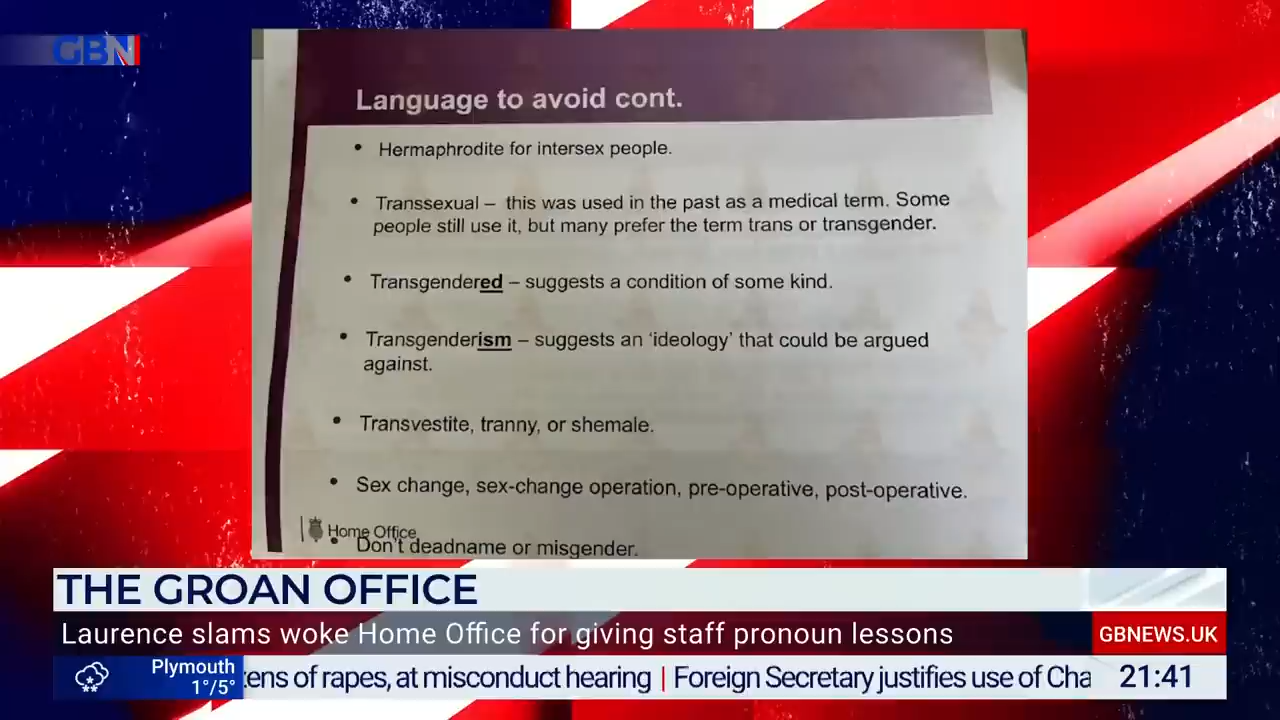 GBN
Language to avoid cont.
• Hermaphrodite for intersex people.
• Transsexual – this was used in the past as a medical term. Some
people still use it, but many prefer the term trans or transgender.
• Transgendered – suggests a condition of some kind.
• Transgenderism – suggests an ‘ideology’ that could be argued
against.
• Transvestite, tranny, or shemale.
• Sex change, sex-change operation, pre-operative, post-operative.
Home Office
• Don't deadname or misgender.
THE GROAN OFFICE
Laurence slams woke Home Office for giving staff pronoun lessons
GBNEWS.UK
Plymouth
1°/5°
of rapes, at misconduct hearing | Foreign Secretary justifies use of
21:41